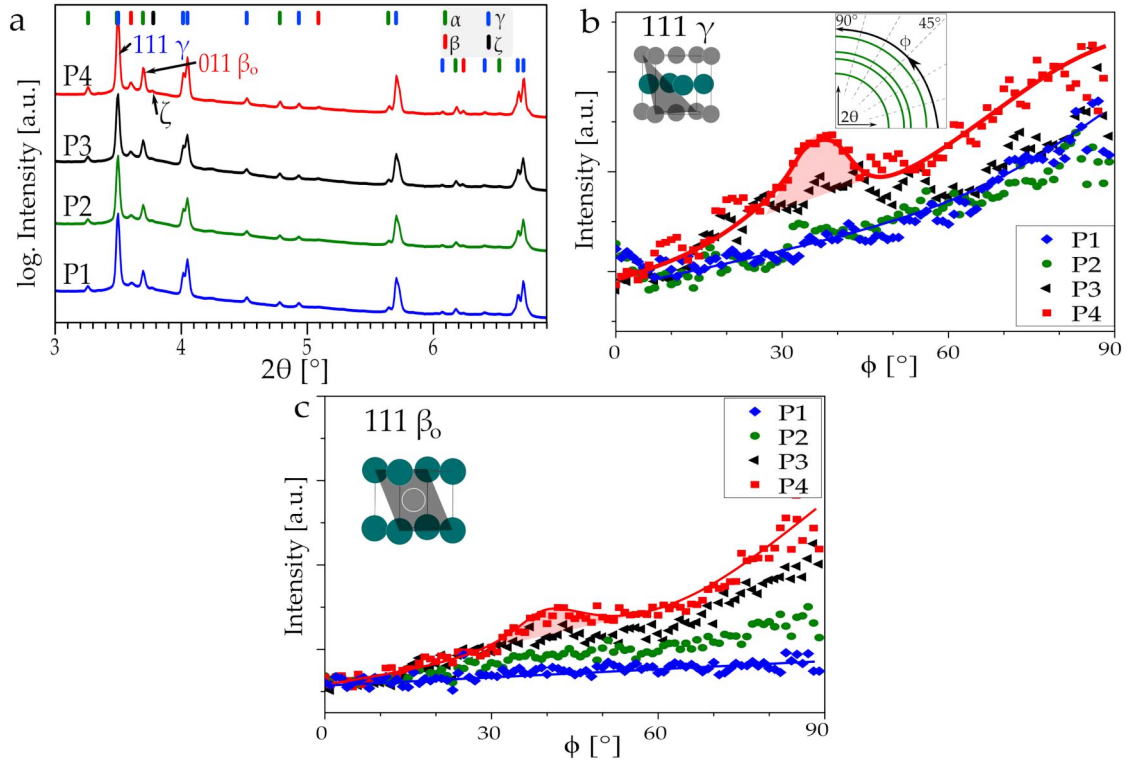 a
α γ
β ζ
111 γ
011 βo
ζ
P4
P3
P2
P1
log. Intensity [a.u.]
3 4 5 6
2θ [°]
b
111 γ
90° 45°
ϕ
2θ
Intensity [a.u.]
P1
P2
P3
P4
0 30 60 90
ϕ [°]
c
111 βo
P1
P2
P3
P4
Intensity [a.u.]
0 30 60 90
ϕ [°]